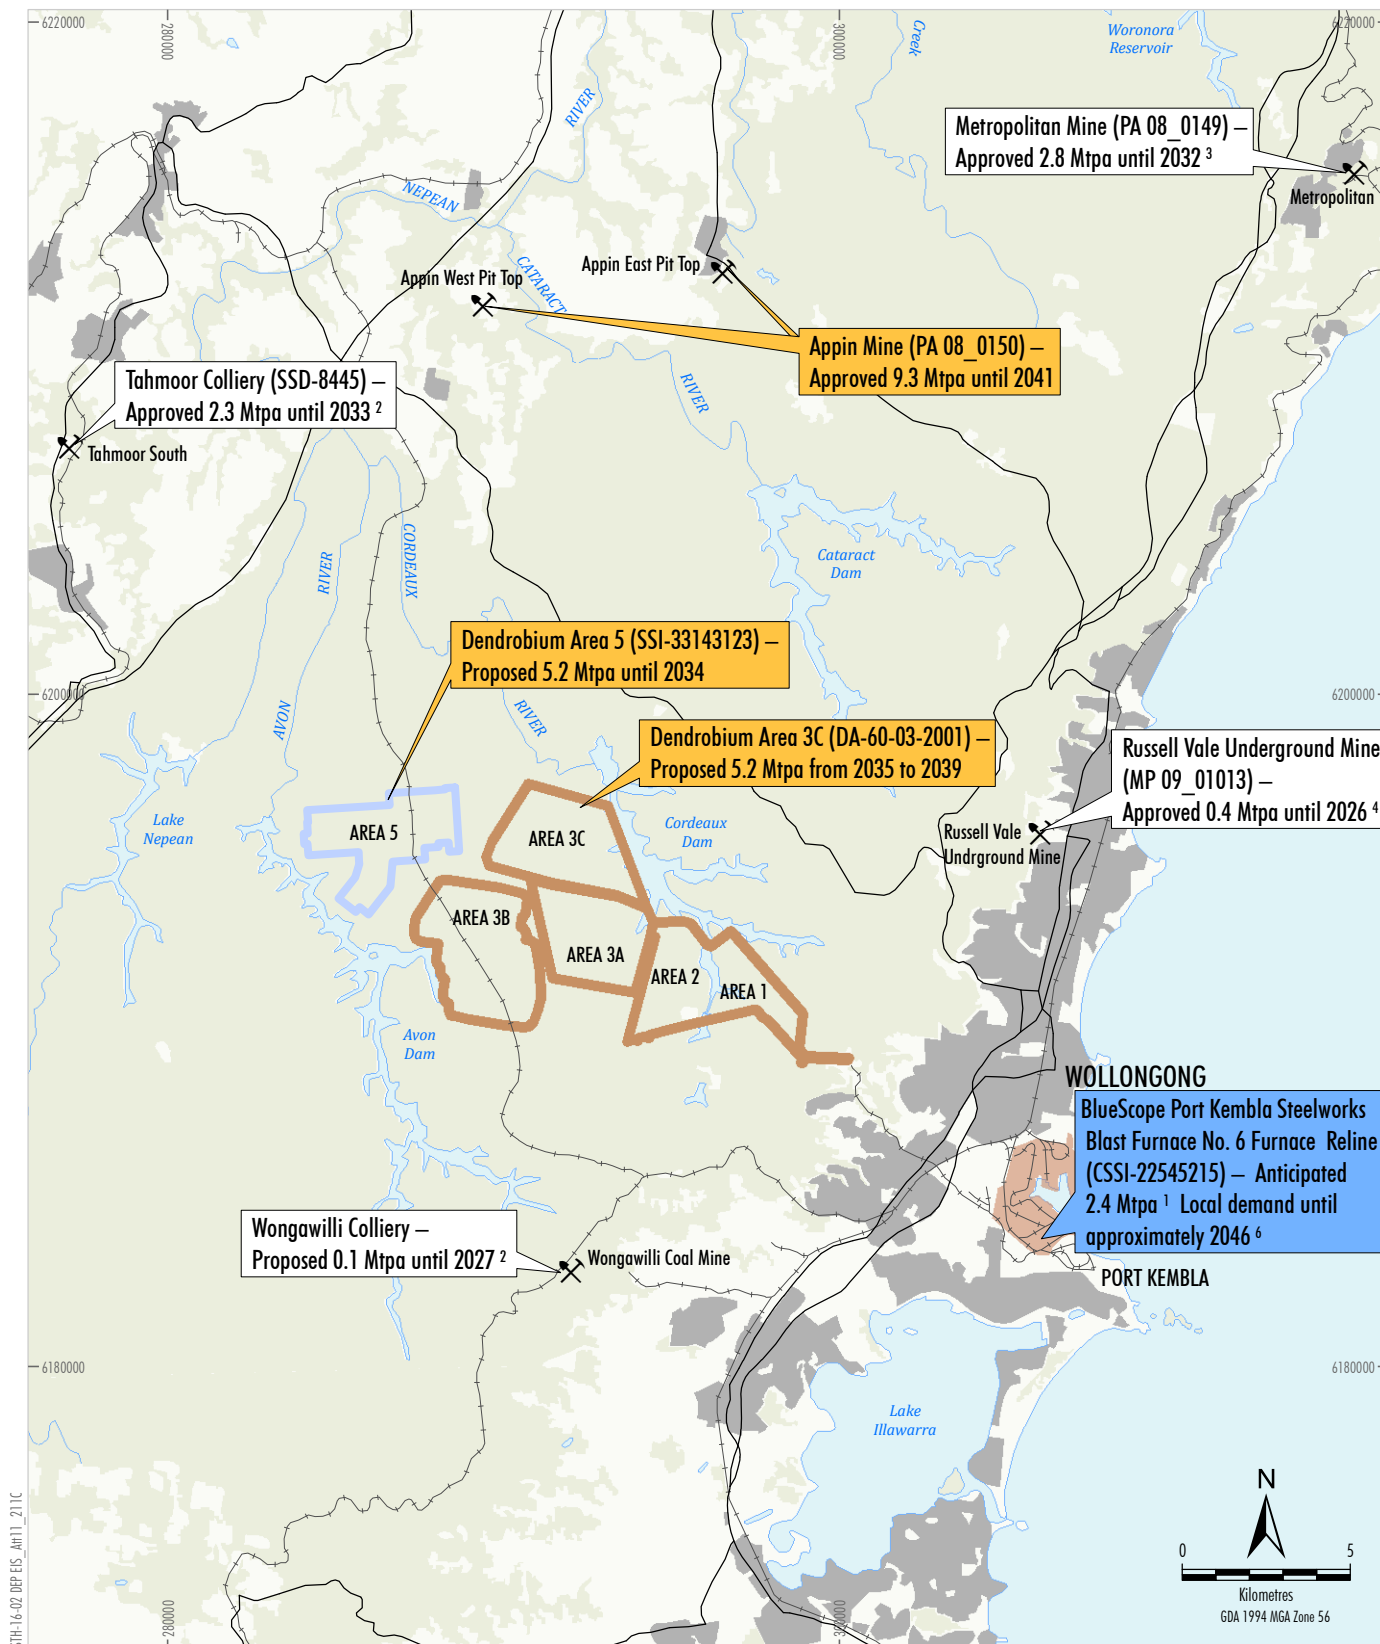 6220000
280000
300000
6220000
Creek
Woronora
Reservoir
RIVER
Metropolitan Mine (PA 08_0149) –
Approved 2.8 Mtpa until 2032 3
Metropolitan
NEPEAN
CATARACT
Appin West Pit Top
Appin East Pit Top
Appin Mine (PA 08_0150) –
Approved 9.3 Mtpa until 2041
RIVER
Tahmoor Colliery (SSD-8445) –
Approved 2.3 Mtpa until 2033 2
Tahmoor South
RIVER
CORDEAUX
Cataract
Dam
Dendrobium Area 5 (SSI-33143123) –
Proposed 5.2 Mtpa until 2034
6200000
6200000
AVON
RIVER
Dendrobium Area 3C (DA-60-03-2001) –
Proposed 5.2 Mtpa from 2035 to 2039
Russell Vale Underground Mine
(MP 09_01013) –
Approved 0.4 Mtpa until 2026 4
Lake
Nepean
AREA 5
AREA 3C
Cordeaux
Dam
Russell Vale
Undrground Mine
AREA 3B
AREA 3A
AREA 2
AREA 1
Avon
Dam
WOLLONGONG
BlueScope Port Kembla Steelworks
Blast Furnace No. 6 Furnace Reline
(CSSI-22545215) – Anticipated
2.4 Mtpa 1 Local demand until
approximately 2046 6
Wongawilli Colliery –
Proposed 0.1 Mtpa until 2027 2
Wongawilli Coal Mine
PORT KEMBLA
6180000
6180000
Lake
Illawarra
N
0
5
Kilometres
GDA 1994 MGA Zone 56
280000
STH-16-02 DEP EIS_Att11_211C